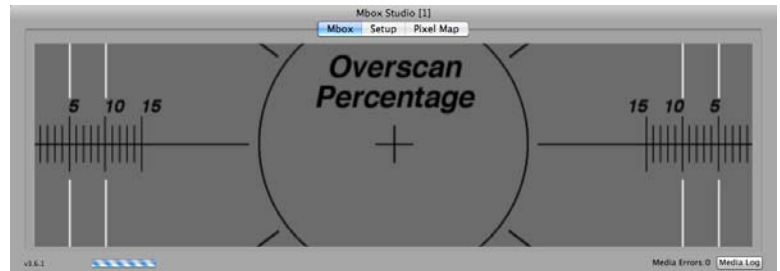 Mbox Studio [1]
Mbox Setup Pixel Map
Overscan
Percentage
5 10 15 15 10 5
v3.6.1 Media Errors: 0 Media Log